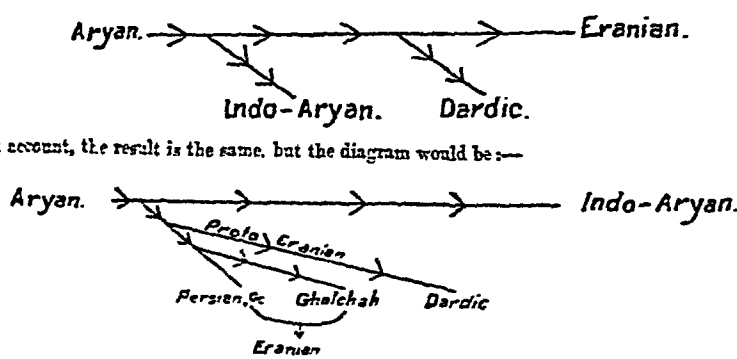 Aryan. Eranian.
Indo-Aryan. Dardic.
account, the result is the same, but the diagram would be :—
Aryan. Indo-Aryan.
Proto Eranian
Persian, &c Ghalchah Dardic
Eranian